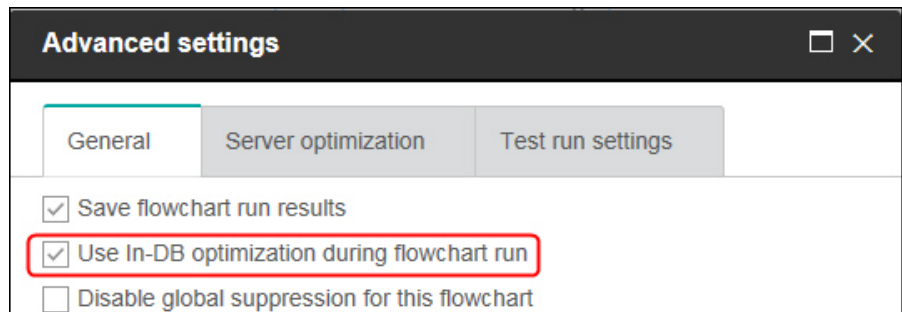 Advanced settings
General Server optimization Test run settings
Save flowchart run results
Use In-DB optimization during flowchart run
Disable global suppression for this flowchart